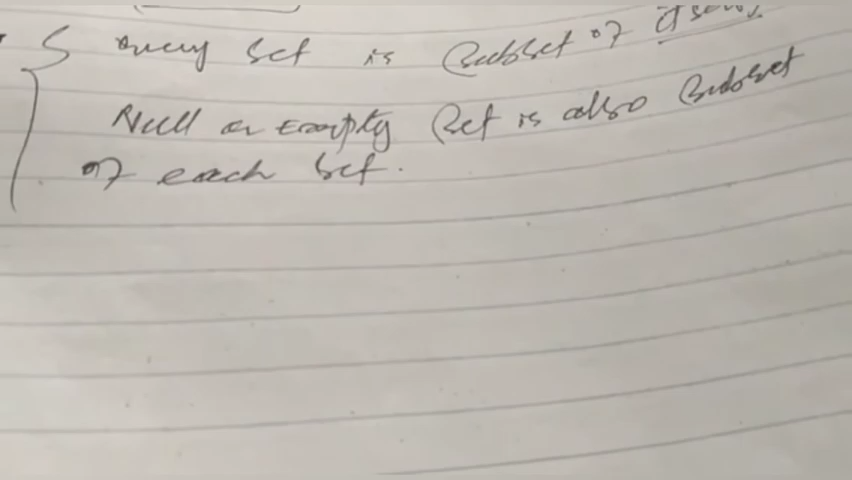 every set is subset of itself.
Null or Empty set is also subset
of each set.